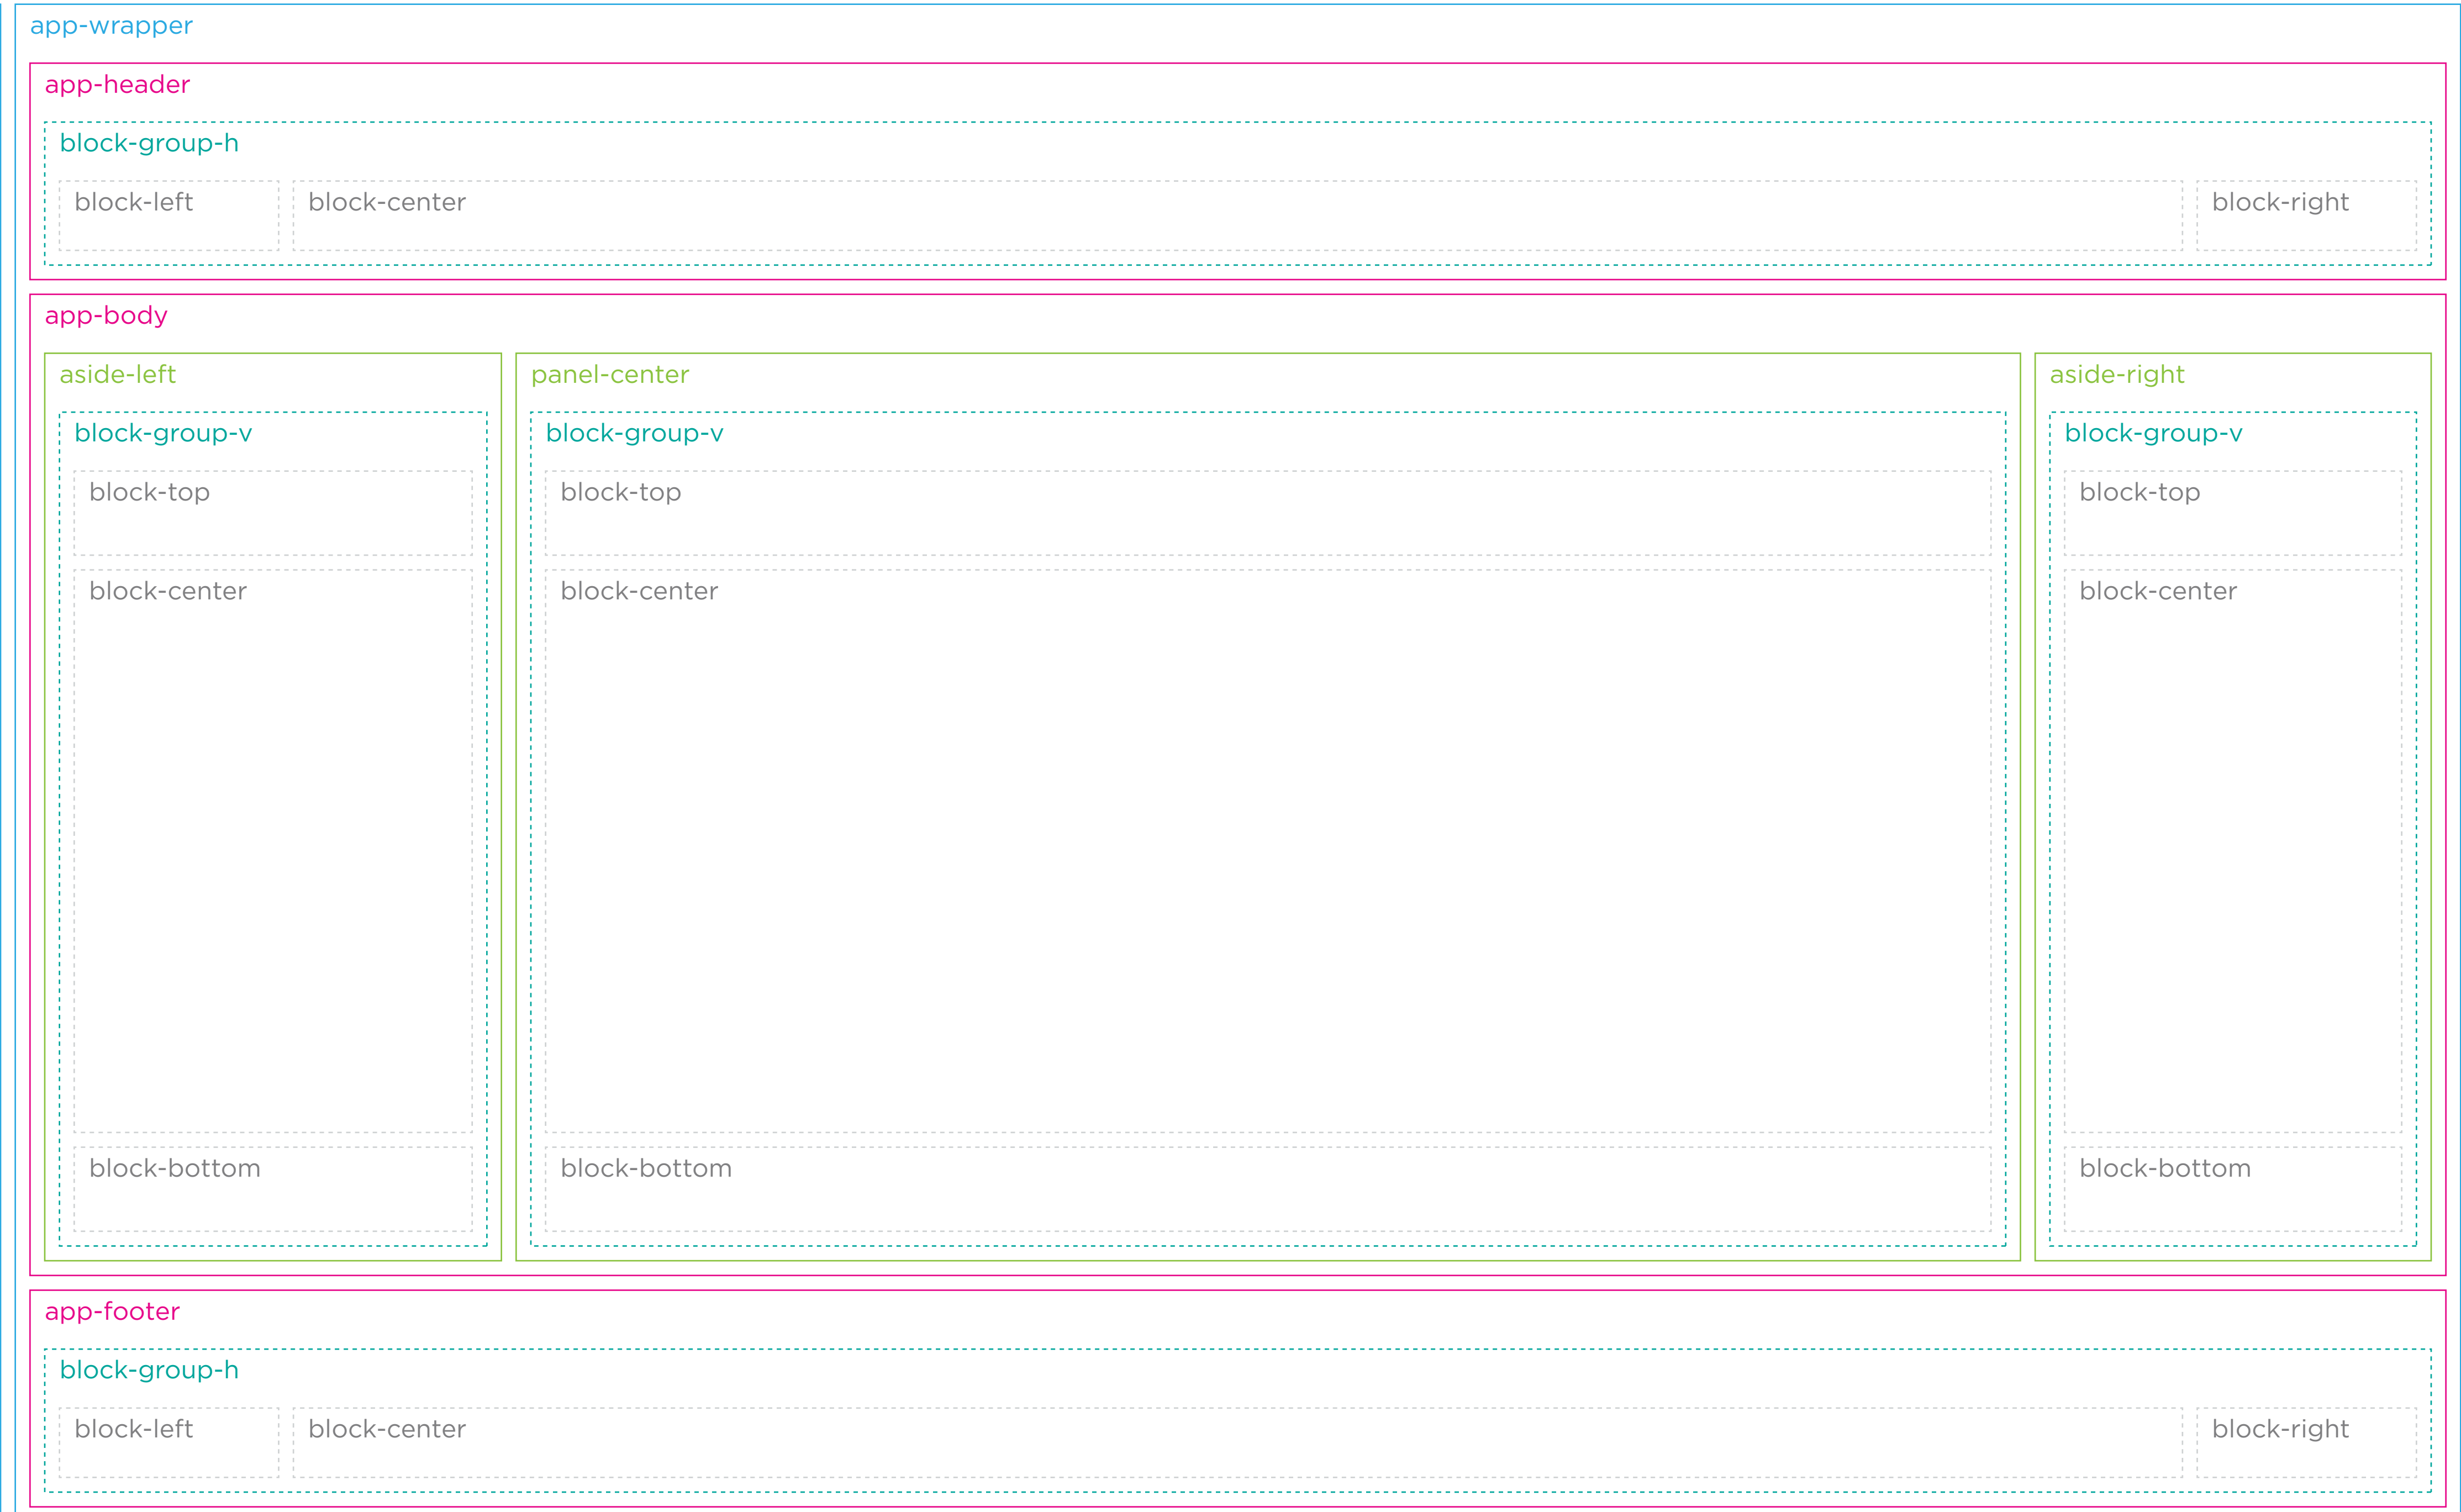 app-wrapper
app-header
block-group-h
block-left
block-center
block-right
app-body
aside-left
block-group-v
block-top
block-center
block-bottom
panel-center
block-group-v
block-top
block-center
block-bottom
aside-right
block-group-v
block-top
block-center
block-bottom
app-footer
block-group-h
block-left
block-center
block-right